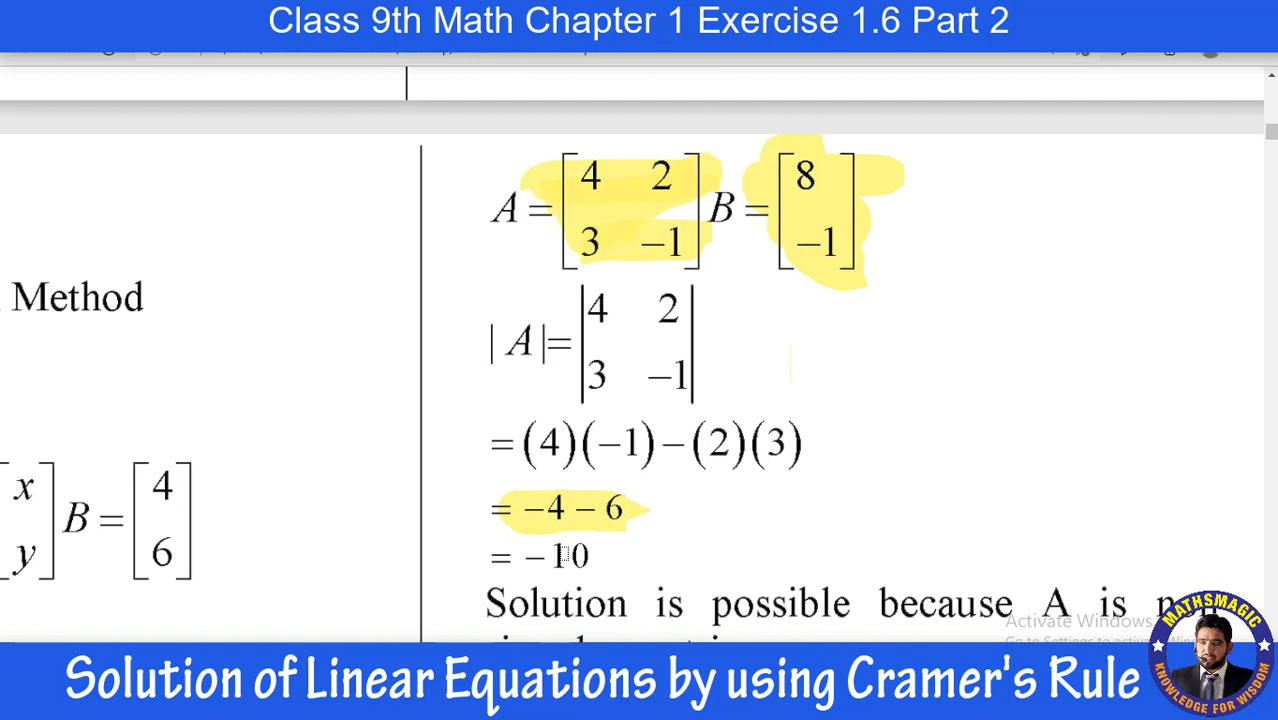 Class 9th Math Chapter 1 Exercise 1.6 Part 2
A = [4 2; 3 −1] B = [8; −1]
Method
|A| = |4 2; 3 −1|
= (4)(−1) − (2)(3)
[x; y] B = [4; 6]
= −4 − 6
= −10
Solution is possible because A is
Activate Windows
Solution of Linear Equations by using Cramer's Rule
MATHSMAGIC
KNOWLEDGE FOR WISDOM